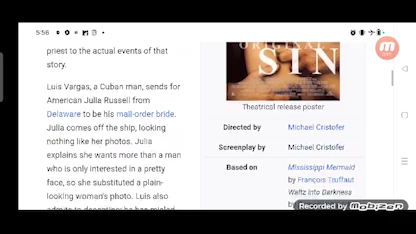 5:56
priest to the actual events of that
story.
Luis Vargas, a Cuban man, sends for
American Julia Russell from
Delaware to be his mail-order bride.
Julia comes off the ship, looking
nothing like her photos. Julia
explains she wants more than a man
who is only interested in a pretty
face, so she substituted a plain-
looking woman's photo. Luis also
ORIGINAL
SIN
Theatrical release poster
Directed by Michael Cristofer
Screenplay by Michael Cristofer
Based on Mississippi Mermaid
by François Truffaut
Waltz Into Darkness
by
Recorded by Mobizen